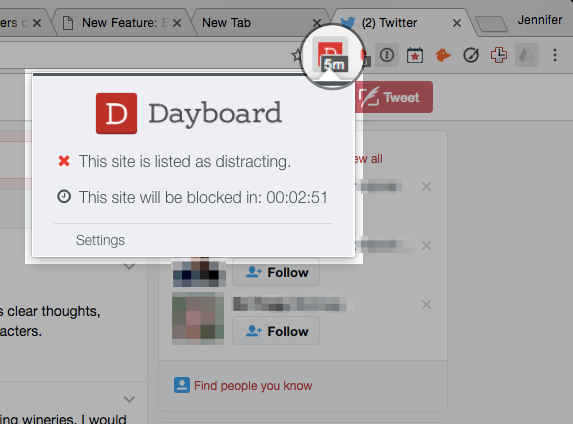 ers c
New Feature: E
New Tab
(2) Twitter
Jennifer
D
5m
Tweet
D Dayboard
This site is listed as distracting.
ew all
This site will be blocked in: 00:02:51
Settings
Follow
s clear thoughts,
acters.
Follow
Find people you know
ing wineries. I would